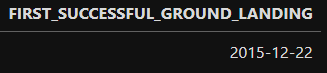 FIRST_SUCCESSFUL_GROUND_LANDING
2015-12-22